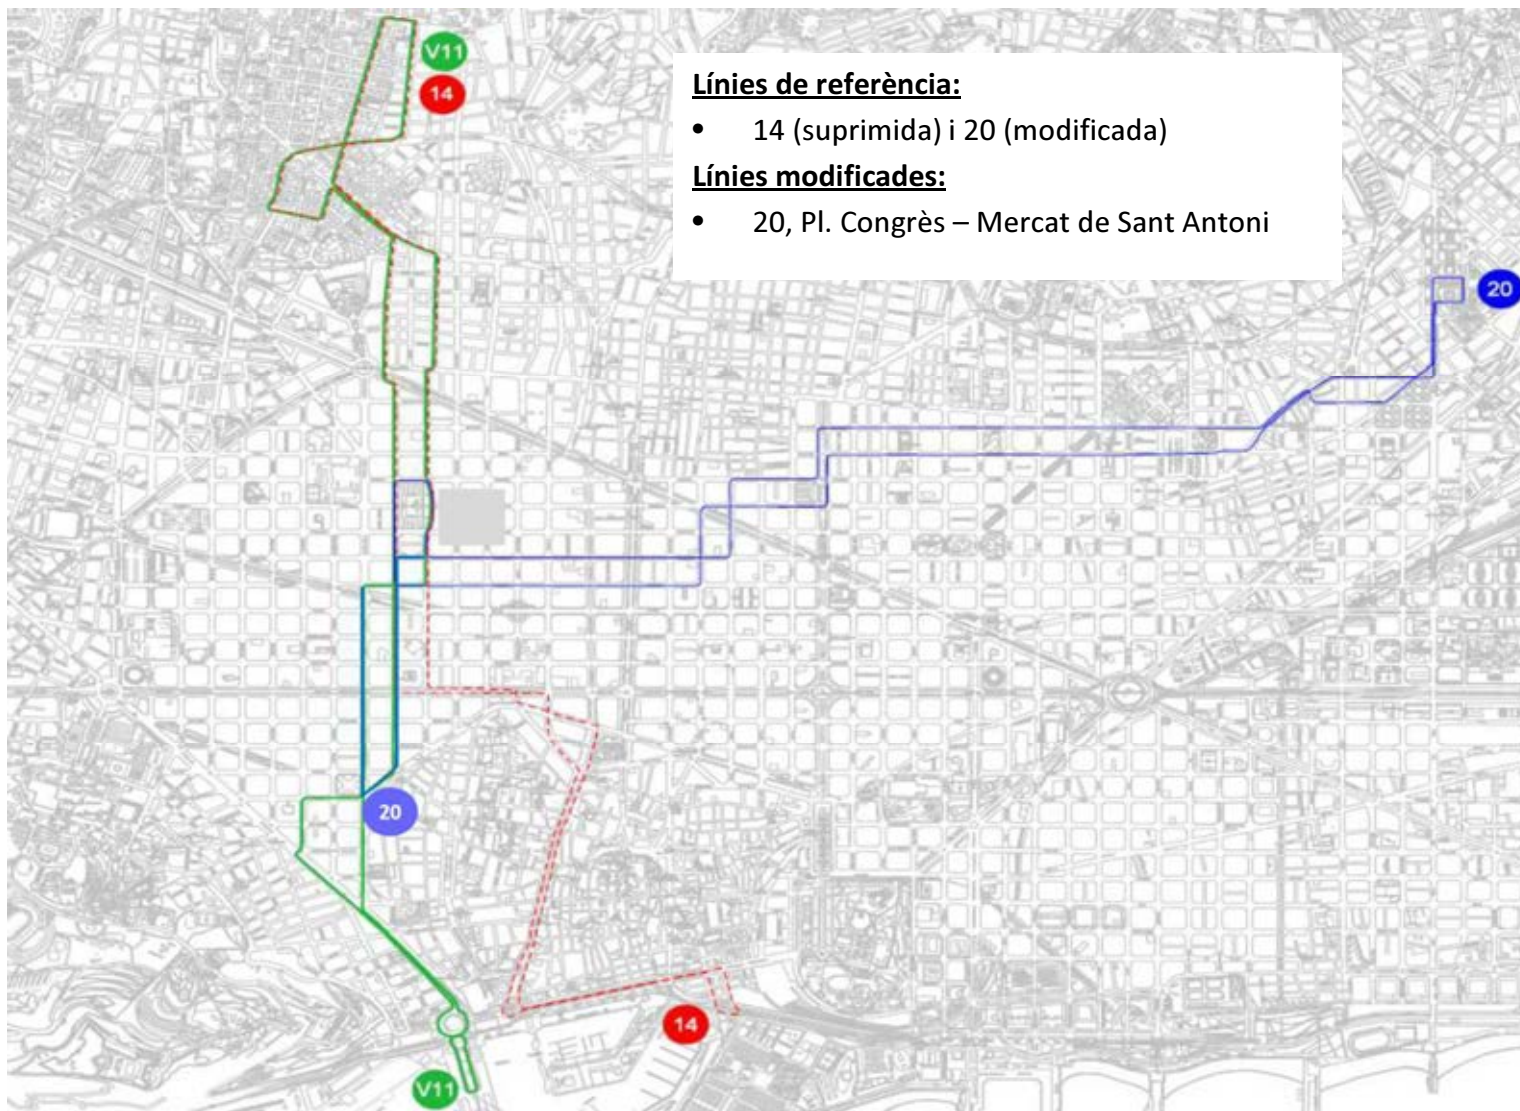 V11
14
Línies de referència:
• 14 (suprimida) i 20 (modificada)
Línies modificades:
• 20, Pl. Congrès – Mercat de Sant Antoni
20
20
14
V11